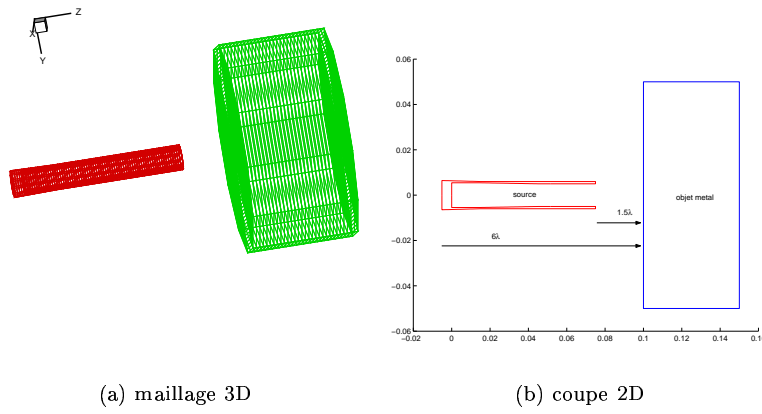 Z
X
Y
0.06
0.04
0.02
0
−0.02
−0.04
−0.06
source
objet metal
1.5λ
6λ
−0.02
0
0.02
0.04
0.06
0.08
0.1
0.12
0.14
0.16
(a) maillage 3D
(b) coupe 2D